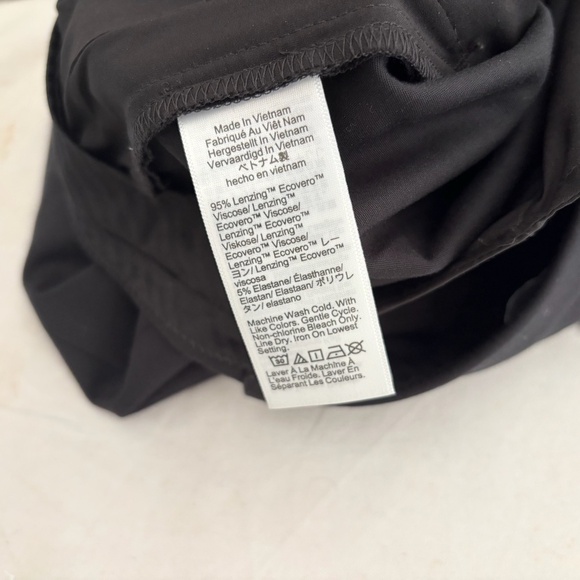 Made In Vietnam
Fabriqué Au Viêt Nam
Hergestellt In Vietnam
Vervaardigd In Vietnam
ベトナム製
hecho en vietnam
95% Lenzing™ Ecovero™
Viscose/ Lenzing™
Ecovero™ Viscose/
Lenzing™ Ecovero™
Viskose/ Lenzing™
Ecovero™ Viscose/
Lenzing™ Ecovero™ レー
ヨン/ Lenzing™ Ecovero™
viscosa
5% Elastane/ Élasthanne/
Elastan/ Elastaan/ ポリウレ
タン/ elastano
Machine Wash Cold. With
Like Colors. Gentle Cycle.
Non-chlorine Bleach Only.
Line Dry. Iron On Lowest
Setting.
Laver À La Machine À
L'eau Froide. Laver En
Séparant Les Couleurs.